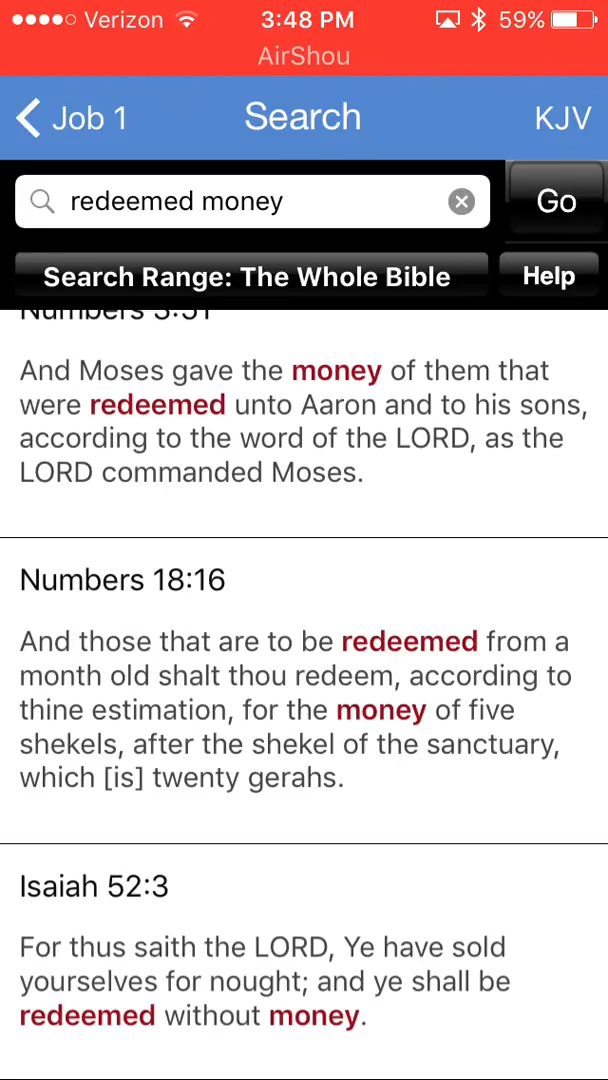 Verizon 3:48 PM 59%
AirShou
Job 1 Search KJV
redeemed money Go
Search Range: The Whole Bible Help
Numbers 3:51
And Moses gave the money of them that
were redeemed unto Aaron and to his sons,
according to the word of the LORD, as the
LORD commanded Moses.
Numbers 18:16
And those that are to be redeemed from a
month old shalt thou redeem, according to
thine estimation, for the money of five
shekels, after the shekel of the sanctuary,
which [is] twenty gerahs.
Isaiah 52:3
For thus saith the LORD, Ye have sold
yourselves for nought; and ye shall be
redeemed without money.